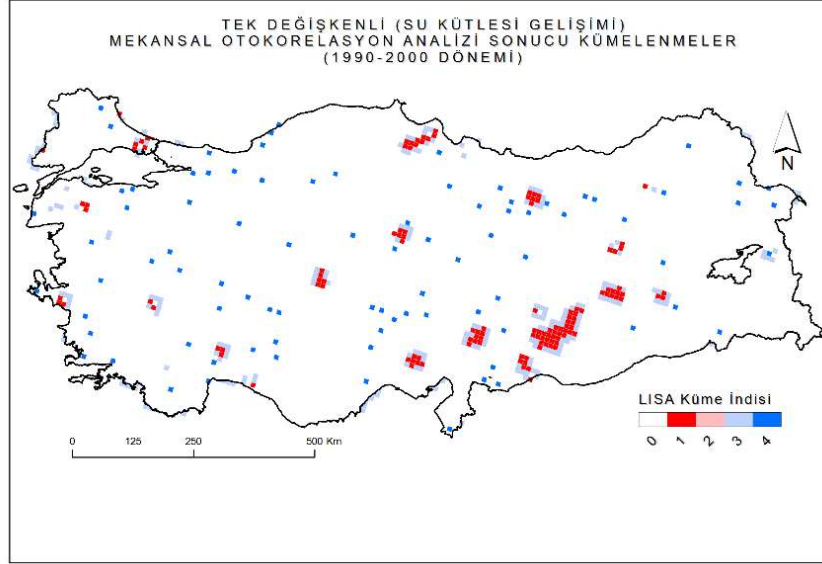 TEK DEĞİŞKENLİ (SU KÜTLESİ GELİŞİMİ)
MEKANSAL OTOKORELASYON ANALİZİ SONUCU KÜMELENMELER
(1990-2000 DÖNEMİ)
N
LISA Küme İndisi
0 1 2 3 4
0 125 250 500 Km